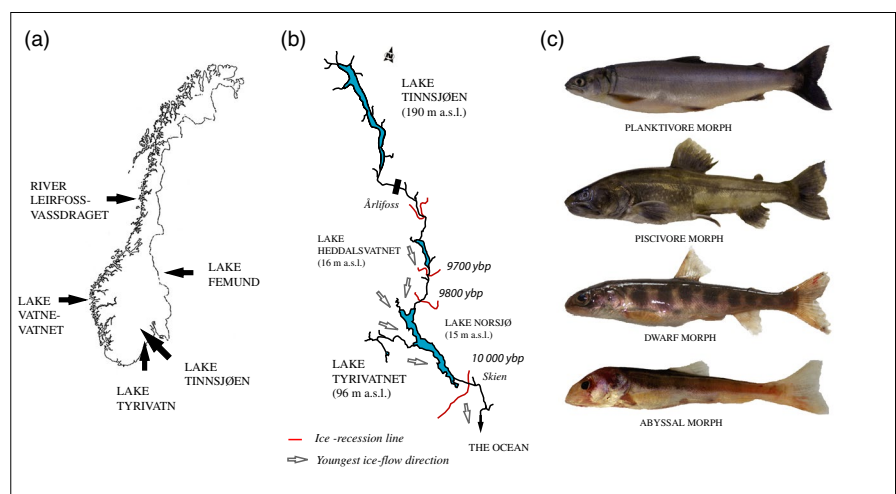 (a)
RIVER
LEIRFOSS-
VASSDRAGET
LAKE
FEMUND
LAKE
VATNE-
VATNET
LAKE
TINNSJØEN
LAKE
TYRIVATN
(b)
N
LAKE
TINNSJØEN
(190 m a.s.l.)
Årlifoss
LAKE
HEDDALSVATNET
(16 m a.s.l.)
9700 ybp
9800 ybp
LAKE NORSJØ
(15 m a.s.l.)
LAKE
TYRIVATNET
(96 m a.s.l.)
10 000 ybp
Skien
THE OCEAN
Ice -recession line
Youngest ice-flow direction
(c)
PLANKTIVORE MORPH
PISCIVORE MORPH
DWARF MORPH
ABYSSAL MORPH